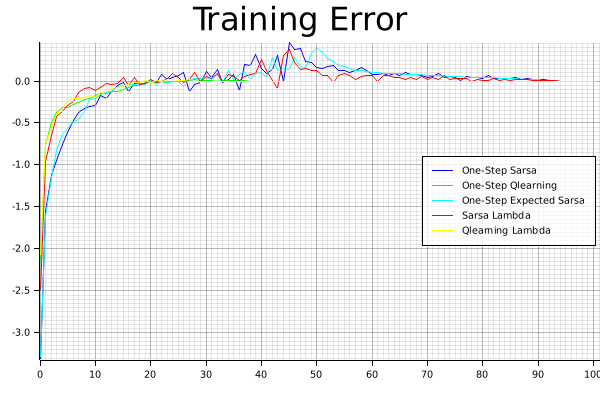 Training Error
0.0
-0.5
-1.0
-1.5
-2.0
-2.5
-3.0
One-Step Sarsa
One-Step Qlearning
One-Step Expected Sarsa
Sarsa Lambda
Qleaming Lambda
0 10 20 30 40 50 60 70 80 90 100